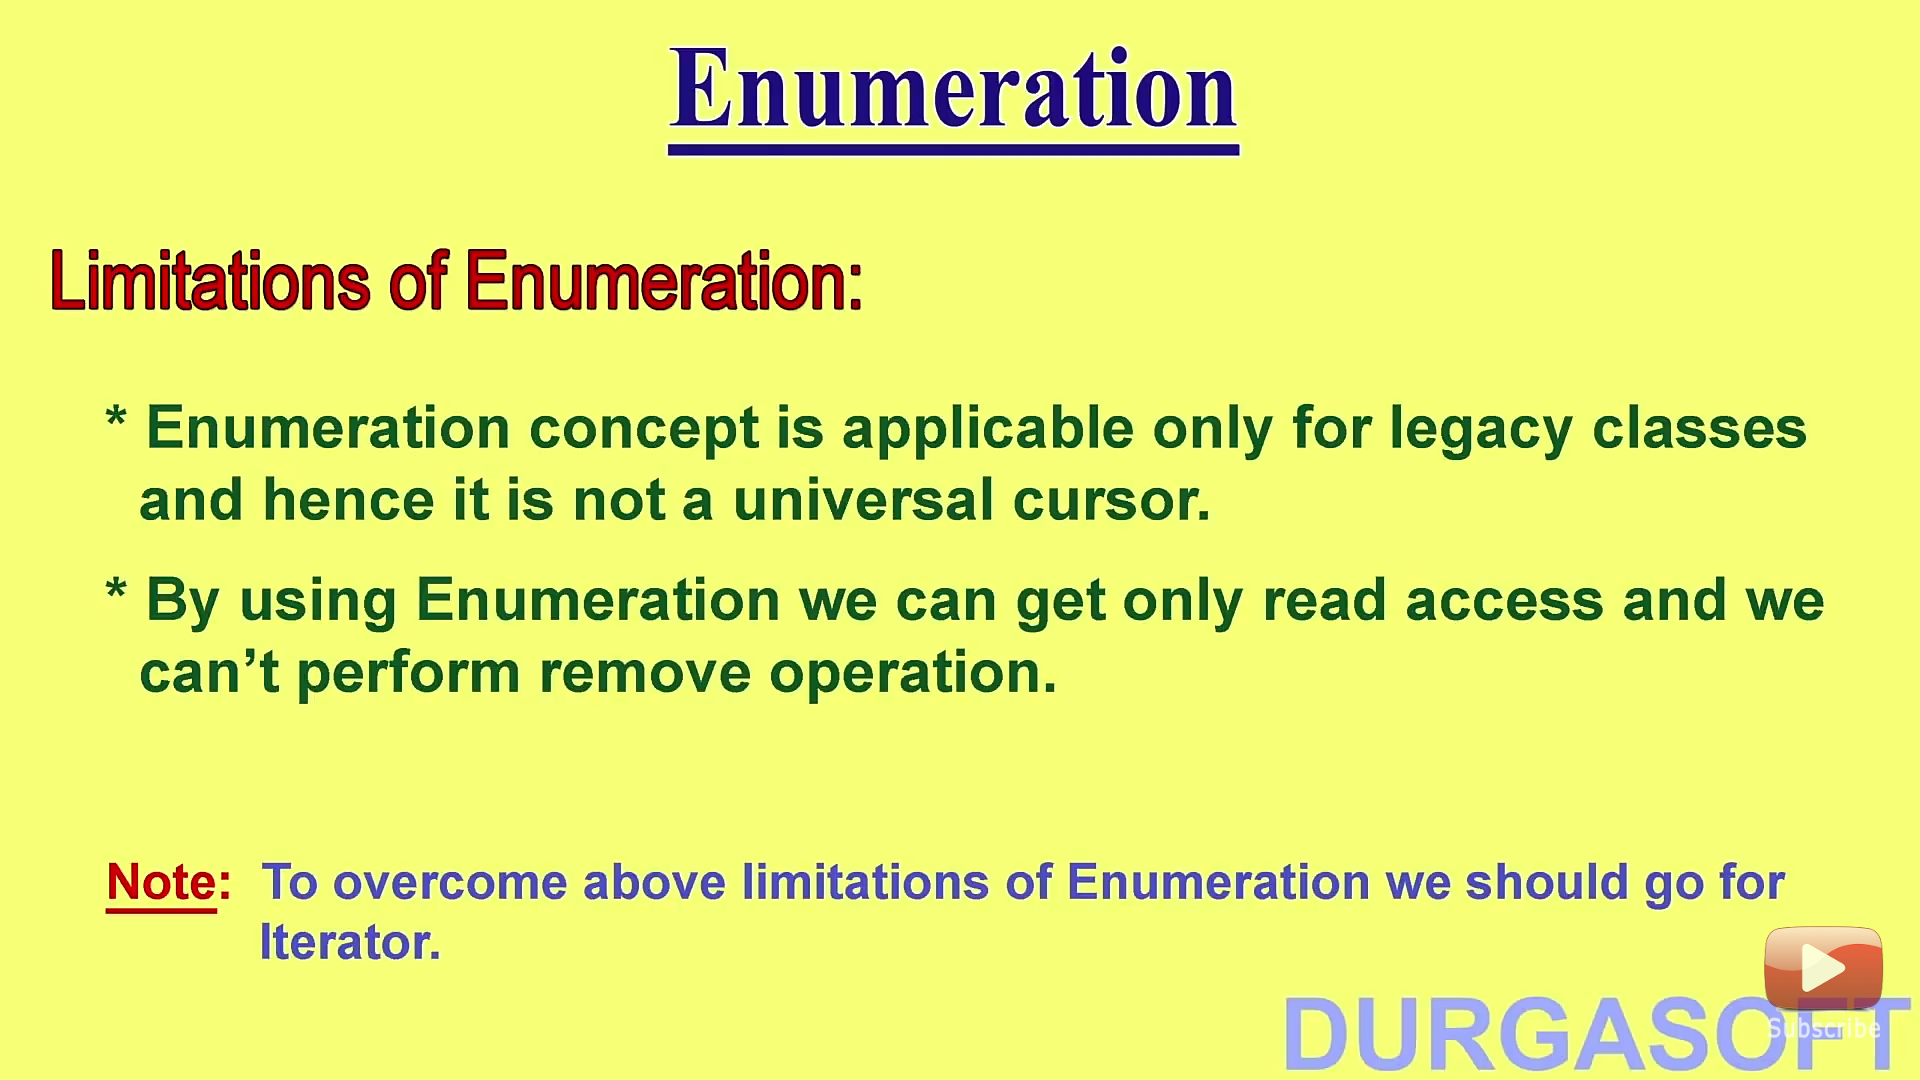 Enumeration
Limitations of Enumeration:
* Enumeration concept is applicable only for legacy classes
and hence it is not a universal cursor.
* By using Enumeration we can get only read access and we
can’t perform remove operation.
Note: To overcome above limitations of Enumeration we should go for
Iterator.
DURGASOFT
Subscribe